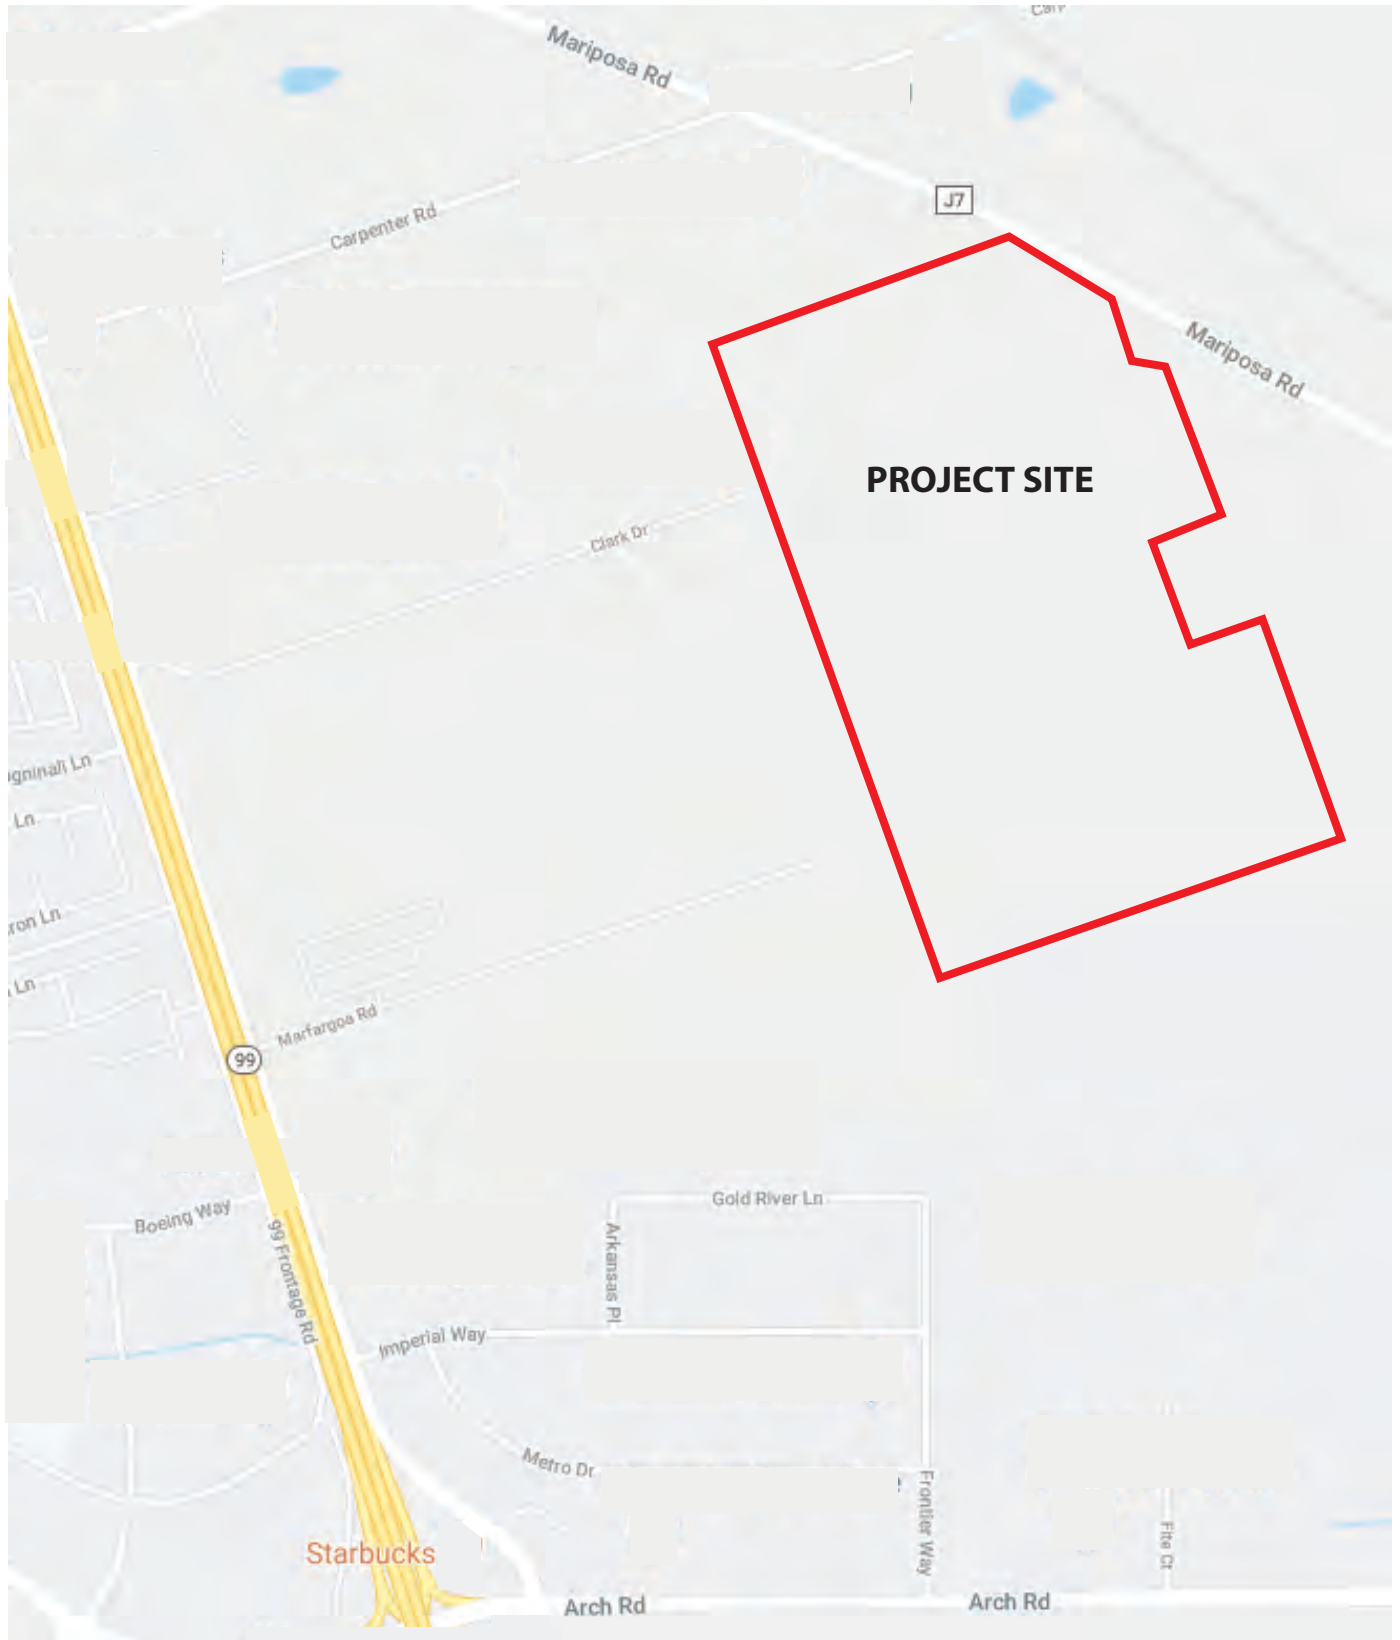 Mariposa Rd
J7
Carpenter Rd
Mariposa Rd
PROJECT SITE
Clark Dr
Ln
Ln
Ln
Marfargoa Rd
99
Boeing Way
99 Frontage Rd
Gold River Ln
Arkansas Pl
Imperial Way
Metro Dr
Frontier Way
Fite Ct
Starbucks
Arch Rd
Arch Rd